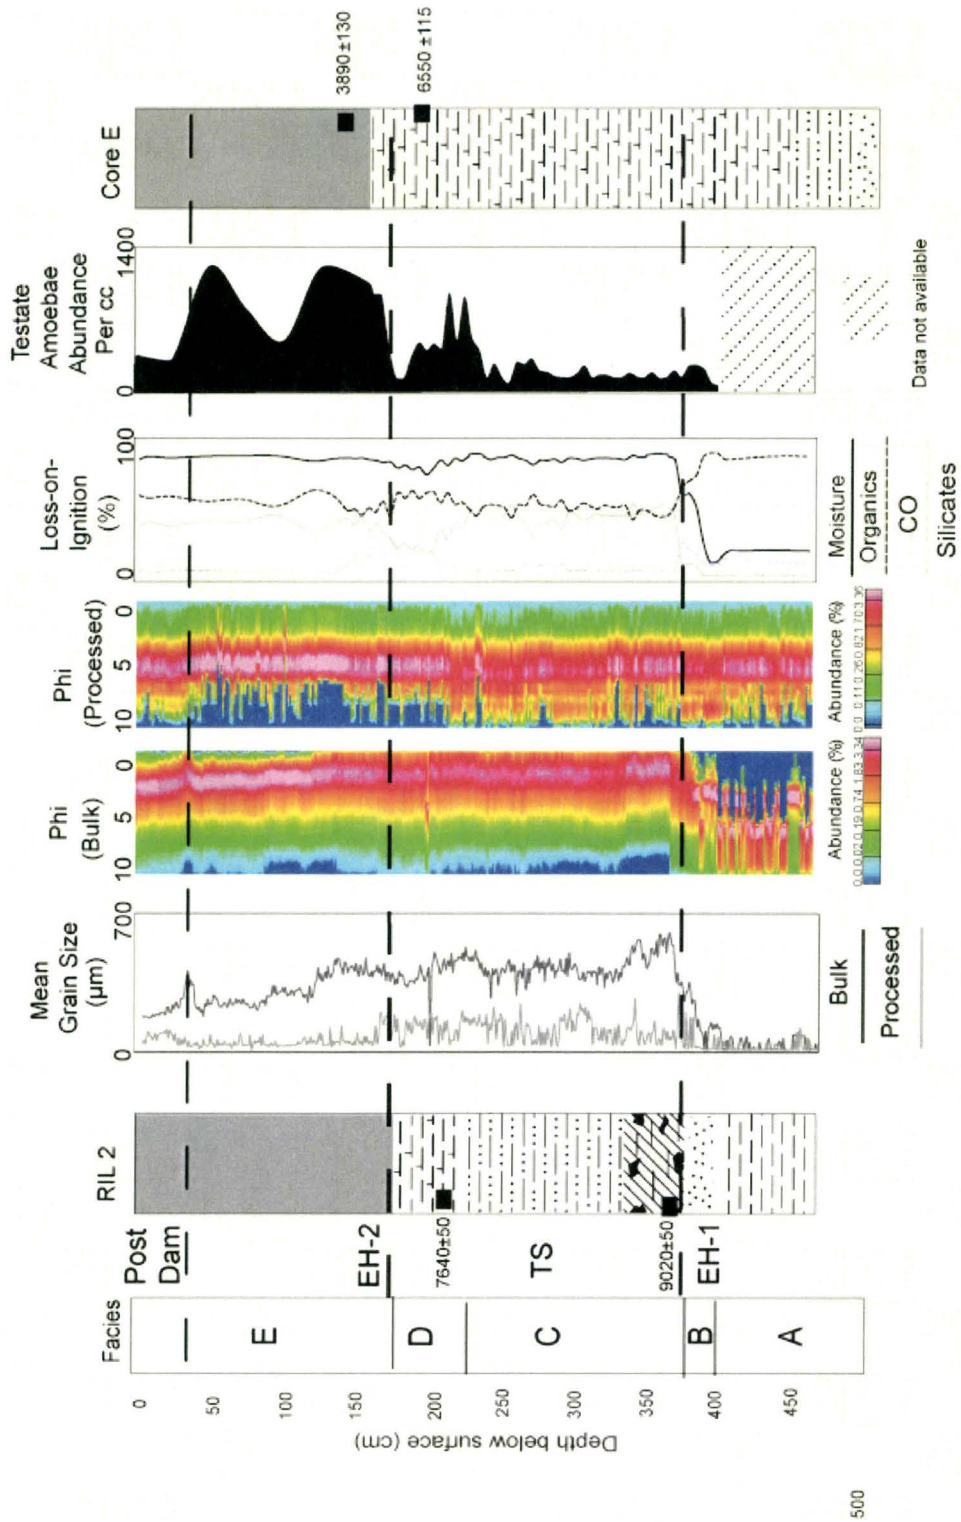 Core E
3890±130
6550±115
Testate
Amoebae
Abundance
Per cc
1400
0
Data not available
Loss-on-
Ignition
(%)
100
0
Moisture
Organics
CO
Silicates
Phi
(Processed)
0
5
10
Abundance (%)
Phi
(Bulk)
0
5
10
Abundance (%)
Mean
Grain Size
(µm)
700
0
Bulk
Processed
RIL 2
Post
Dam
EH-2
7640±50
TS
9020±50
EH-1
Facies
E
D
C
B
A
0
50
100
150
200
250
300
350
400
450
500
Depth below surface (cm)